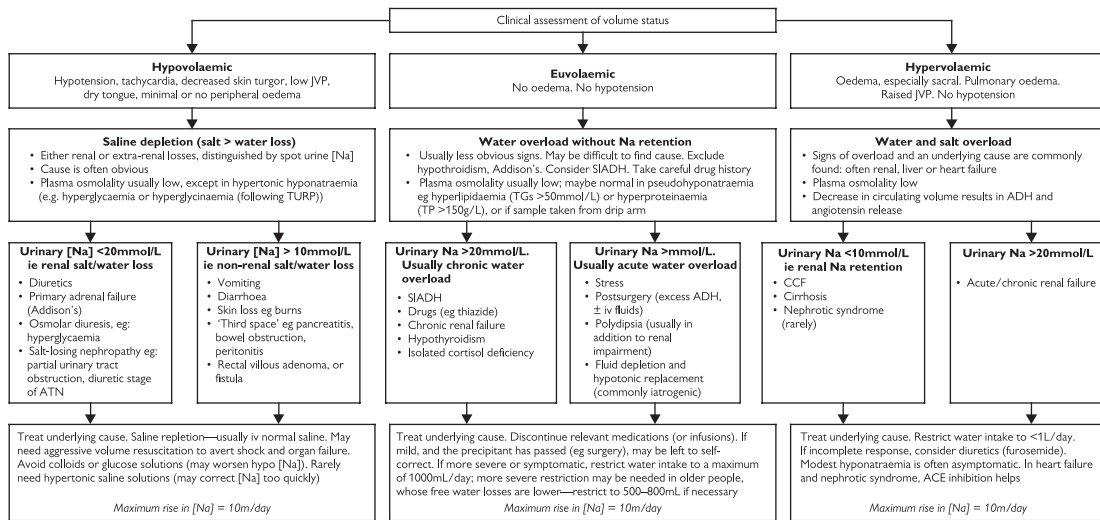 Clinical assessment of volume status
Hypovolaemic
Hypotension, tachycardia, decreased skin turgor, low JVP,
dry tongue, minimal or no peripheral oedema
Euvolaemic
No oedema. No hypotension
Hypervolaemic
Oedema, especially sacral. Pulmonary oedema.
Raised JVP. No hypotension
Saline depletion (salt > water loss)
• Either renal or extra-renal losses, distinguished by spot urine [Na]
• Cause is often obvious
• Plasma osmolality usually low, except in hypertonic hyponatraemia
(e.g. hyperglycaemia or hyperglycinaemia (following TURP))
Water overload without Na retention
• Usually less obvious signs. May be difficult to find cause. Exclude
hypothroidism, Addison's. Consider SIADH. Take careful drug history
• Plasma osmolality usually low; maybe normal in pseudohyponatraemia
eg hyperlipidaemia (TGs >50mmol/L) or hyperproteinaemia
(TP >150g/L), or if sample taken from drip arm
Water and salt overload
• Signs of overload and an underlying cause are commonly
found: often renal, liver or heart failure
• Plasma osmolality low
• Decrease in circulating volume results in ADH and
angiotensin release
Urinary [Na] <20mmol/L
ie renal salt/water loss
• Diuretics
• Primary adrenal failure
(Addison's)
• Osmolar diuresis, eg:
hyperglycaemia
• Salt-losing nephropathy eg:
partial urinary tract
obstruction, diuretic stage
of ATN
Urinary [Na] > 10mmol/L
ie non-renal salt/water loss
• Vomiting
• Diarrhoea
• Skin loss eg burns
• 'Third space' eg pancreatitis,
bowel obstruction,
peritonitis
• Rectal villous adenoma, or
fistula
Urinary Na >20mmol/L.
Usually chronic water
overload.
• SIADH
• Drugs (eg thiazide)
• Chronic renal failure
• Hypothyroidism
• Isolated cortisol deficiency
Urinary Na >mmol/L.
Usually acute water overload
• Stress
• Postsurgery (excess ADH,
± iv fluids)
• Polydipsia (usually in
addition to renal
impairment)
• Fluid depletion and
hypotonic replacement
(commonly iatrogenic)
Urinary Na <10mmol/L
ie renal Na retention
• CCF
• Cirrhosis
• Nephrotic syndrome
(rarely)
Urinary Na >20mmol/L
• Acute/chronic renal failure
Treat underlying cause. Saline repletion—usually iv normal saline. May
need aggressive volume resuscitation to avert shock and organ failure.
Avoid colloids or glucose solutions (may worsen hypo [Na]). Rarely
need hypertonic saline solutions (may correct [Na] too quickly)
Maximum rise in [Na] = 10m/day
Treat underlying cause. Discontinue relevant medications (or infusions). If
mild, and the precipitant has passed (eg surgery), may be left to self-
correct. If more severe or symptomatic, restrict water intake to a maximum
of 1000mL/day; more severe restriction may be needed in older people,
whose free water losses are lower—restrict to 500–800mL if necessary
Maximum rise in [Na] = 10m/day
Treat underlying cause. Restrict water intake to <1L/day.
If incomplete response, consider diuretics (furosemide).
Modest hyponatraemia is often asymptomatic. In heart failure
and nephrotic syndrome, ACE inhibition helps
Maximum rise in [Na] = 10m/day